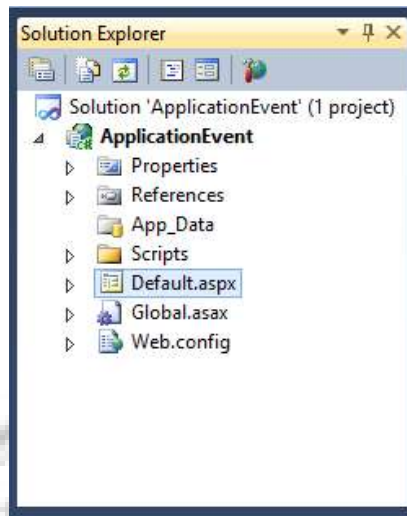 Solution Explorer
Solution 'ApplicationEvent' (1 project)
ApplicationEvent
Properties
References
App_Data
Scripts
Default.aspx
Global.asax
Web.config